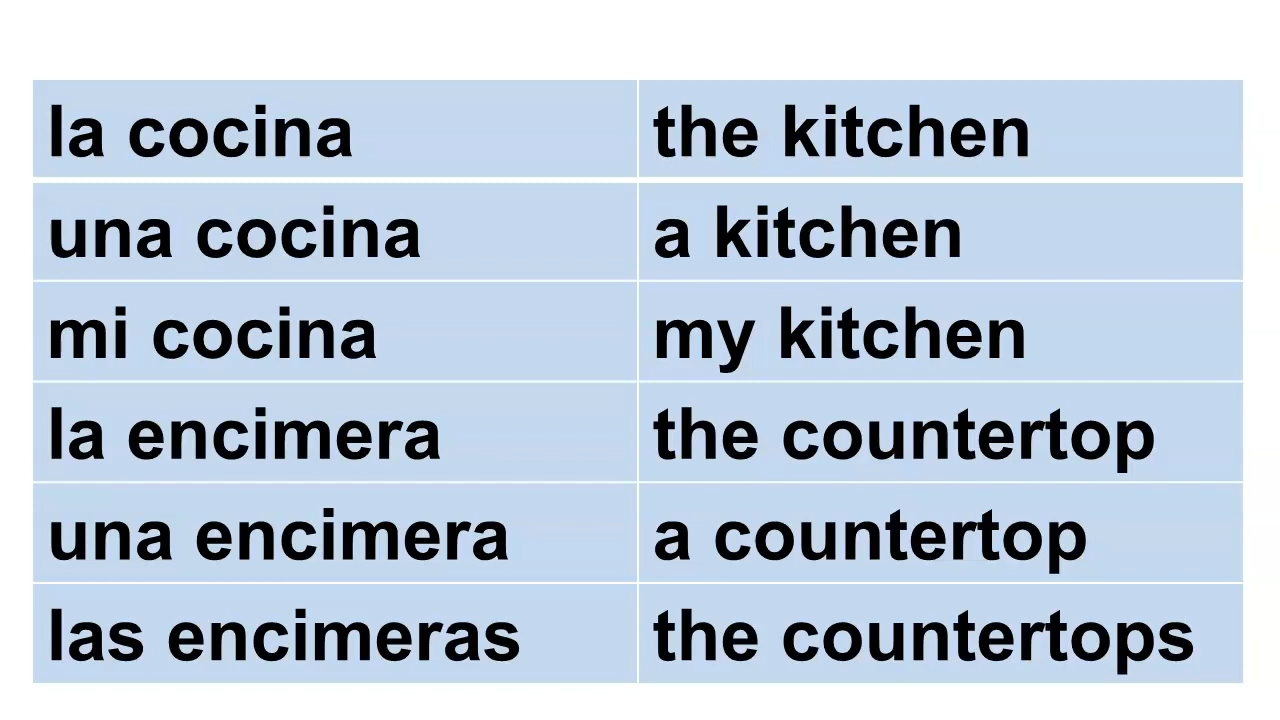 la cocina the kitchen
una cocina a kitchen
mi cocina my kitchen
la encimera the countertop
una encimera a countertop
las encimeras the countertops